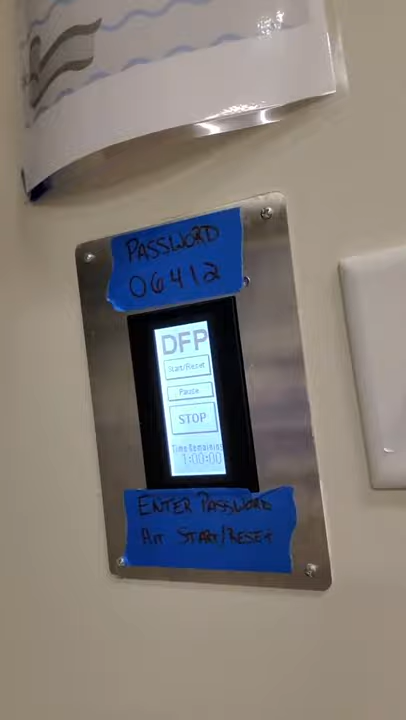 PASSWORD
06412
DFP
Start/Reset
Pause
STOP
Time Remaining
1:00:00
ENTER PASSWORD
HIT START/RESET